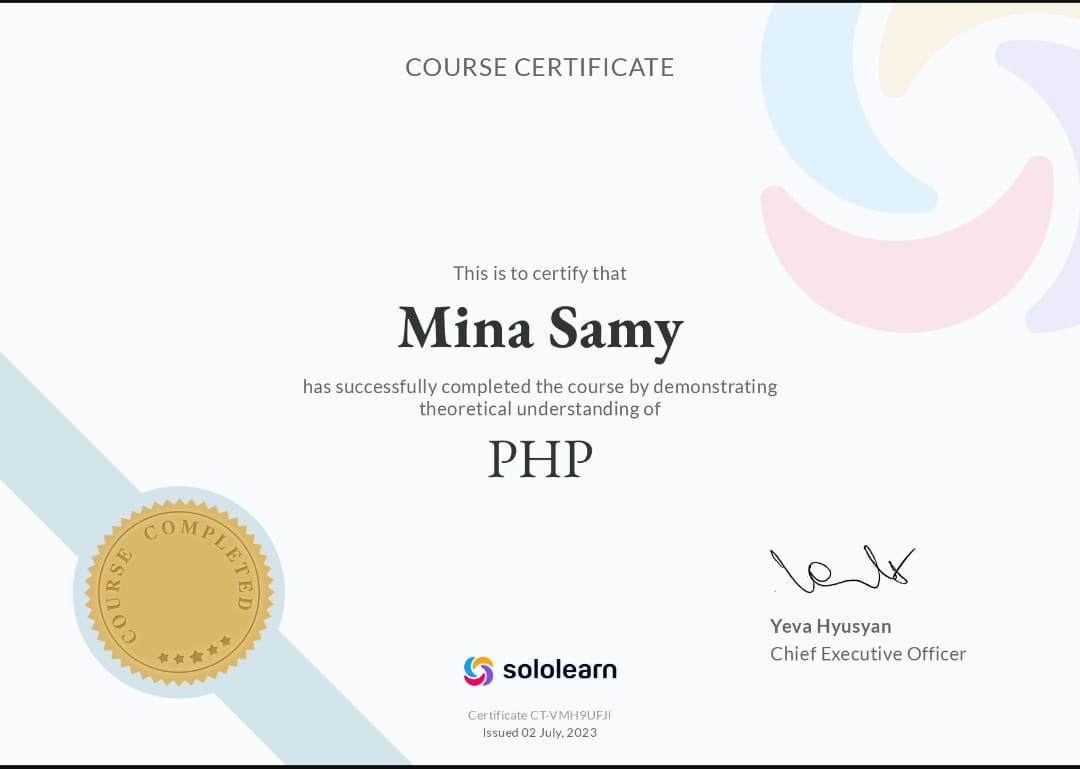 COURSE CERTIFICATE
This is to certify that
Mina Samy
has successfully completed the course by demonstrating
theoretical understanding of
PHP
COURSE COMPLETED
Yeva Hyusyan
Chief Executive Officer
sololearn
Certificate CT-VMH9UFJI
Issued 02 July, 2023